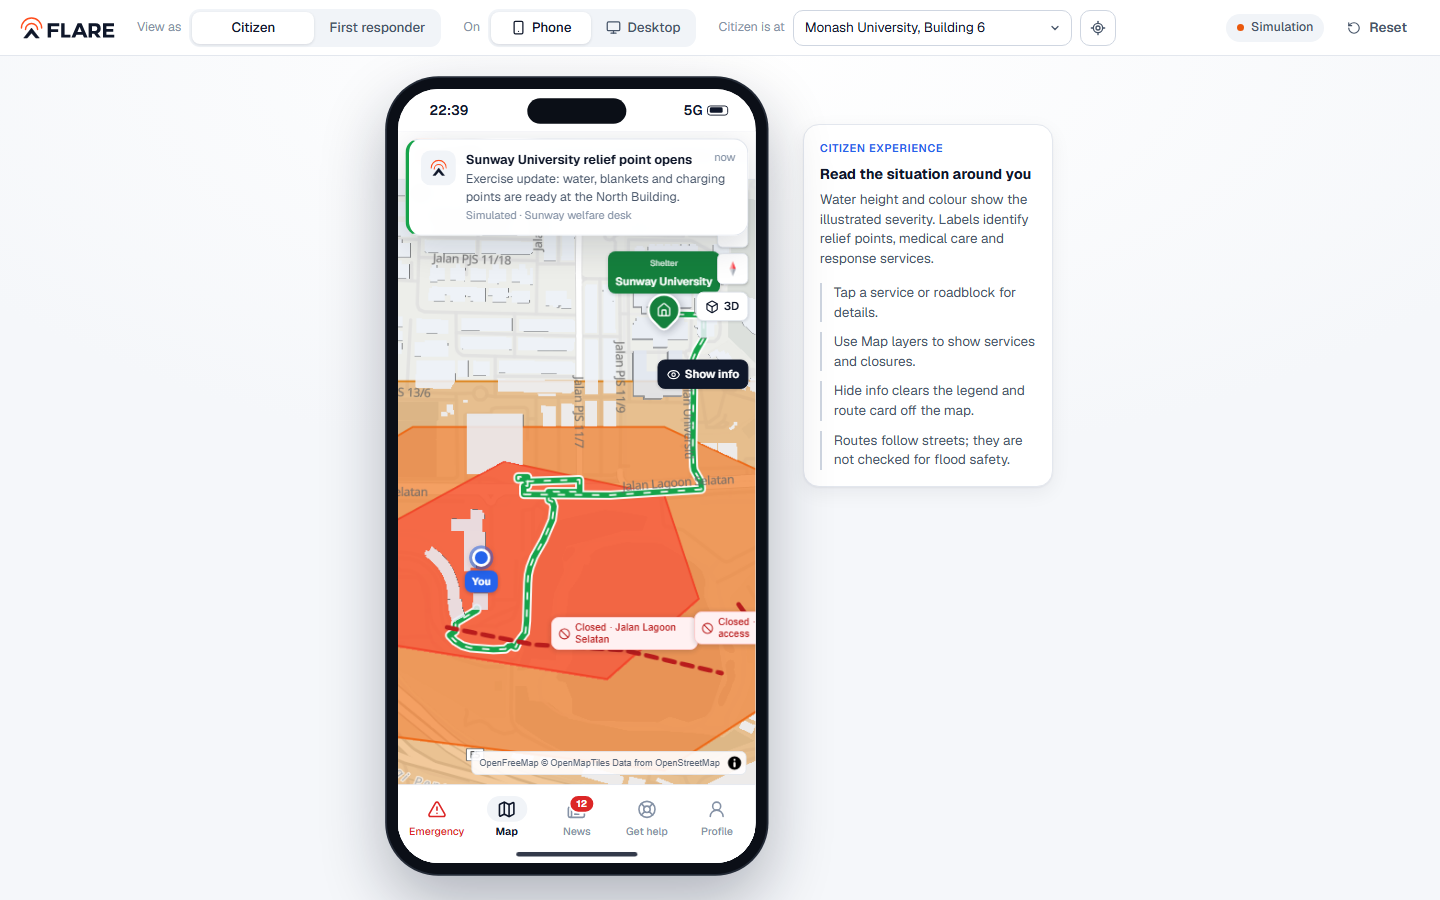 FLARE
View as
Citizen
First responder
On
Phone
Desktop
Citizen is at
Monash University, Building 6
Simulation
Reset
22:39
5G
Sunway University relief point opens
now
Exercise update: water, blankets and charging
points are ready at the North Building.
Simulated · Sunway welfare desk
Jalan PJS 11/18
Shelter
Sunway University
3D
Show info
Jalan PJS 11/9
Jalan PJS 11/7
S 13/6
Jalan Lagoon Selatan
elatan
You
Closed · Jalan Lagoon
Selatan
Closed ·
access
OpenFreeMap © OpenMapTiles Data from OpenStreetMap
Emergency
Map
12
News
Get help
Profile
CITIZEN EXPERIENCE
Read the situation around you
Water height and colour show the
illustrated severity. Labels identify
relief points, medical care and
response services.
Tap a service or roadblock for
details.
Use Map layers to show services
and closures.
Hide info clears the legend and
route card off the map.
Routes follow streets; they are
not checked for flood safety.